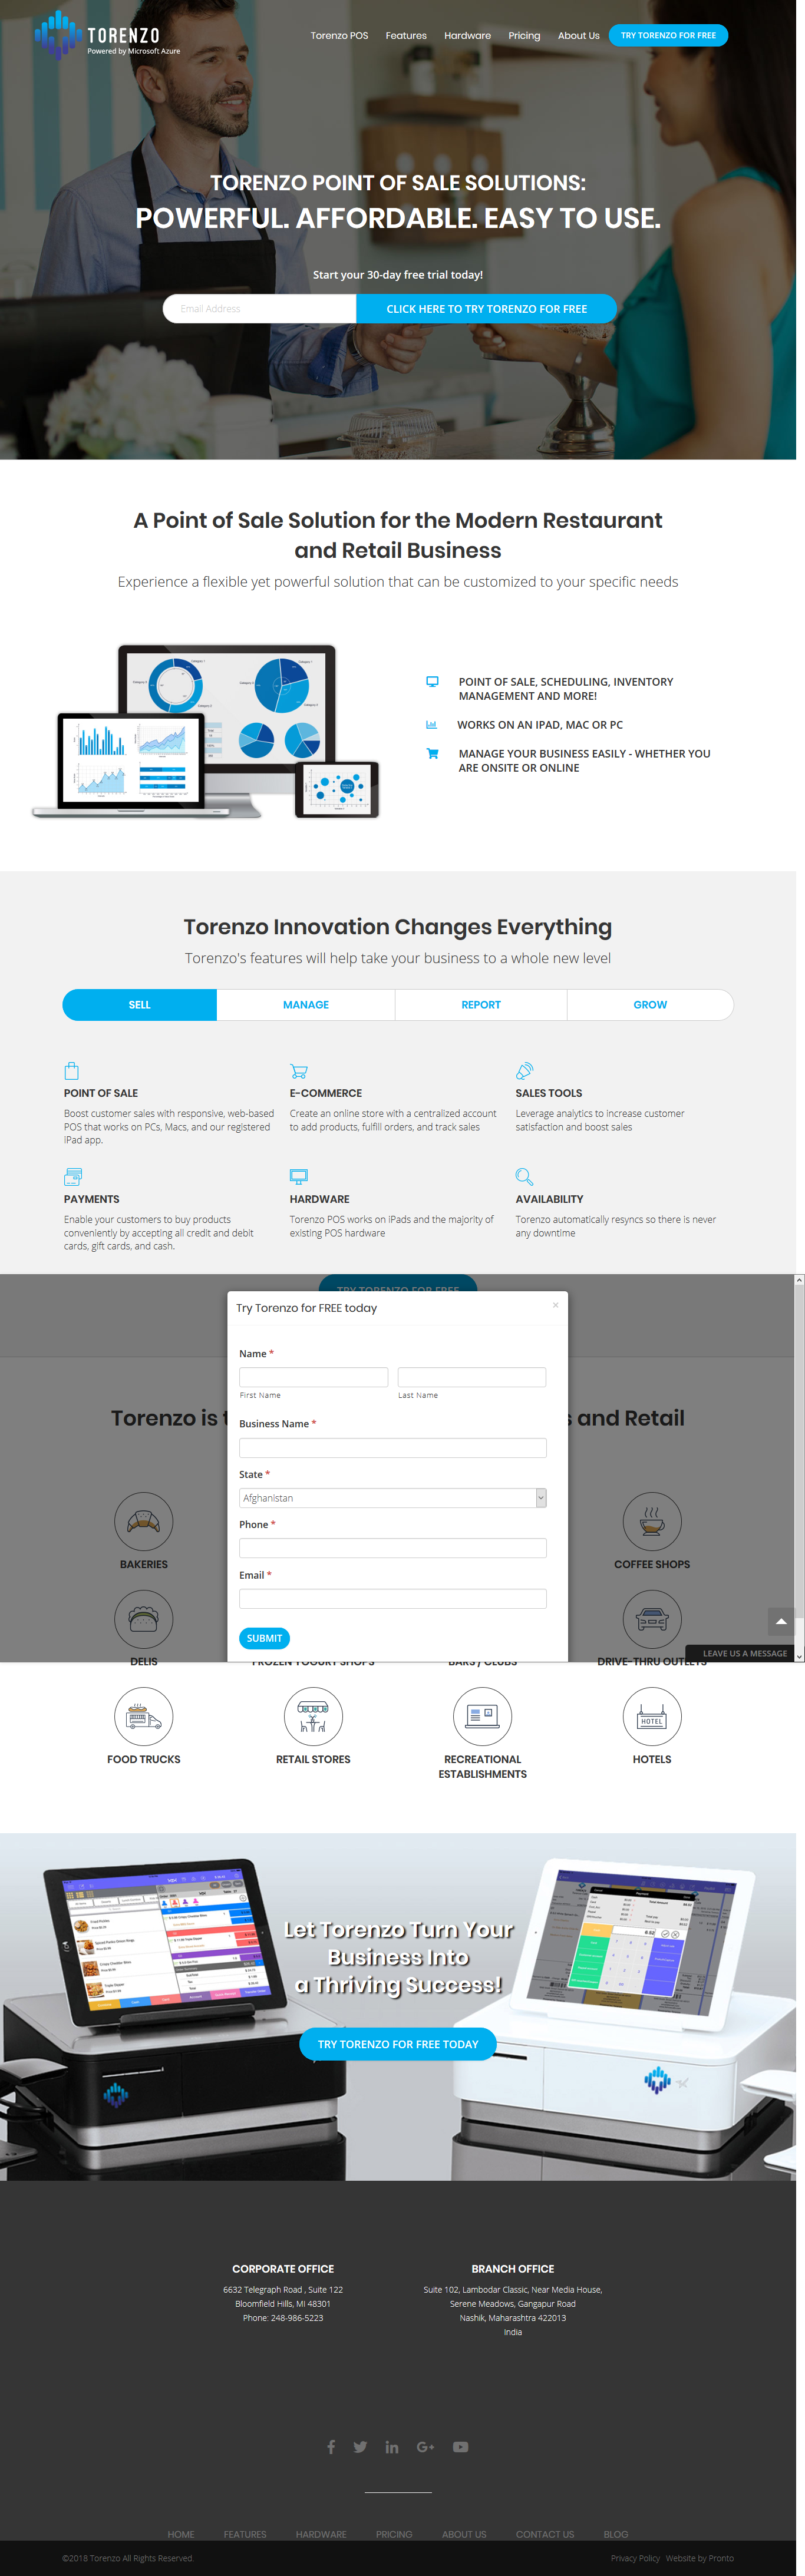 TORENZO
Powered by Microsoft Azure
Torenzo POS
Features
Hardware
Pricing
About Us
TRY TORENZO FOR FREE
TORENZO POINT OF SALE SOLUTIONS:
POWERFUL. AFFORDABLE. EASY TO USE.
Start your 30-day free trial today!
Email Address
CLICK HERE TO TRY TORENZO FOR FREE
A Point of Sale Solution for the Modern Restaurant
and Retail Business
Experience a flexible yet powerful solution that can be customized to your specific needs
POINT OF SALE, SCHEDULING, INVENTORY
MANAGEMENT AND MORE!
WORKS ON AN IPAD, MAC OR PC
MANAGE YOUR BUSINESS EASILY - WHETHER YOU
ARE ONSITE OR ONLINE
Torenzo Innovation Changes Everything
Torenzo's features will help take your business to a whole new level
SELL
MANAGE
REPORT
GROW
POINT OF SALE
Boost customer sales with responsive, web-based
POS that works on PCs, Macs, and our registered
iPad app.
E-COMMERCE
Create an online store with a centralized account
to add products, fulfill orders, and track sales
SALES TOOLS
Leverage analytics to increase customer
satisfaction and boost sales
PAYMENTS
Enable your customers to buy products
conveniently by accepting all credit and debit
cards, gift cards, and cash.
HARDWARE
Torenzo POS works on iPads and the majority of
existing POS hardware
AVAILABILITY
Torenzo automatically resyncs so there is never
any downtime
TRY TORENZO FOR FREE
Try Torenzo for FREE today
×
Name *
First Name
Last Name
Business Name *
State *
Afghanistan
Phone *
Email *
SUBMIT
Torenzo is t
s and Retail
BAKERIES
COFFEE SHOPS
DELIS
FROZEN YOGURT SHOPS
BARS / CLUBS
DRIVE-THRU OUTLETS
LEAVE US A MESSAGE
FOOD TRUCKS
RETAIL STORES
RECREATIONAL
ESTABLISHMENTS
HOTEL
HOTELS
Let Torenzo Turn Your
Business Into
a Thriving Success!
TRY TORENZO FOR FREE TODAY
CORPORATE OFFICE
6632 Telegraph Road , Suite 122
Bloomfield Hills, MI 48301
Phone: 248-986-5223
BRANCH OFFICE
Suite 102, Lambodar Classic, Near Media House,
Serene Meadows, Gangapur Road
Nashik, Maharashtra 422013
India
HOME
FEATURES
HARDWARE
PRICING
ABOUT US
CONTACT US
BLOG
©2018 Torenzo All Rights Reserved.
Privacy Policy
Website by Pronto